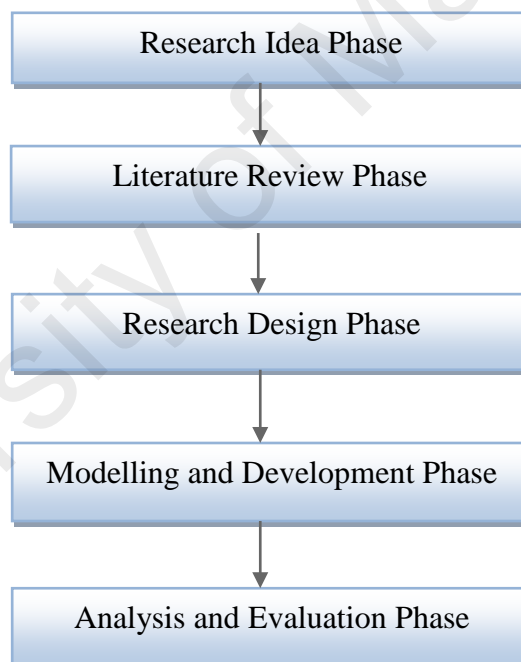 Research Idea Phase
Literature Review Phase
Research Design Phase
Modelling and Development Phase
Analysis and Evaluation Phase